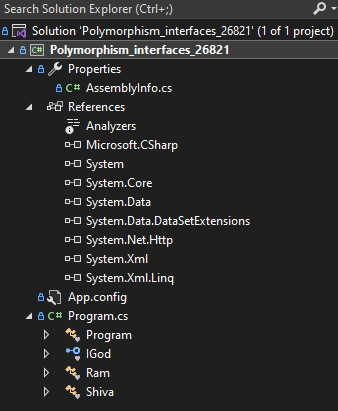 Search Solution Explorer (Ctrl+;)
Solution 'Polymorphism_interfaces_26821' (1 of 1 project)
C# Polymorphism_interfaces_26821
Properties
C# AssemblyInfo.cs
References
Analyzers
Microsoft.CSharp
System
System.Core
System.Data
System.Data.DataSetExtensions
System.Net.Http
System.Xml
System.Xml.Linq
App.config
C# Program.cs
Program
IGod
Ram
Shiva